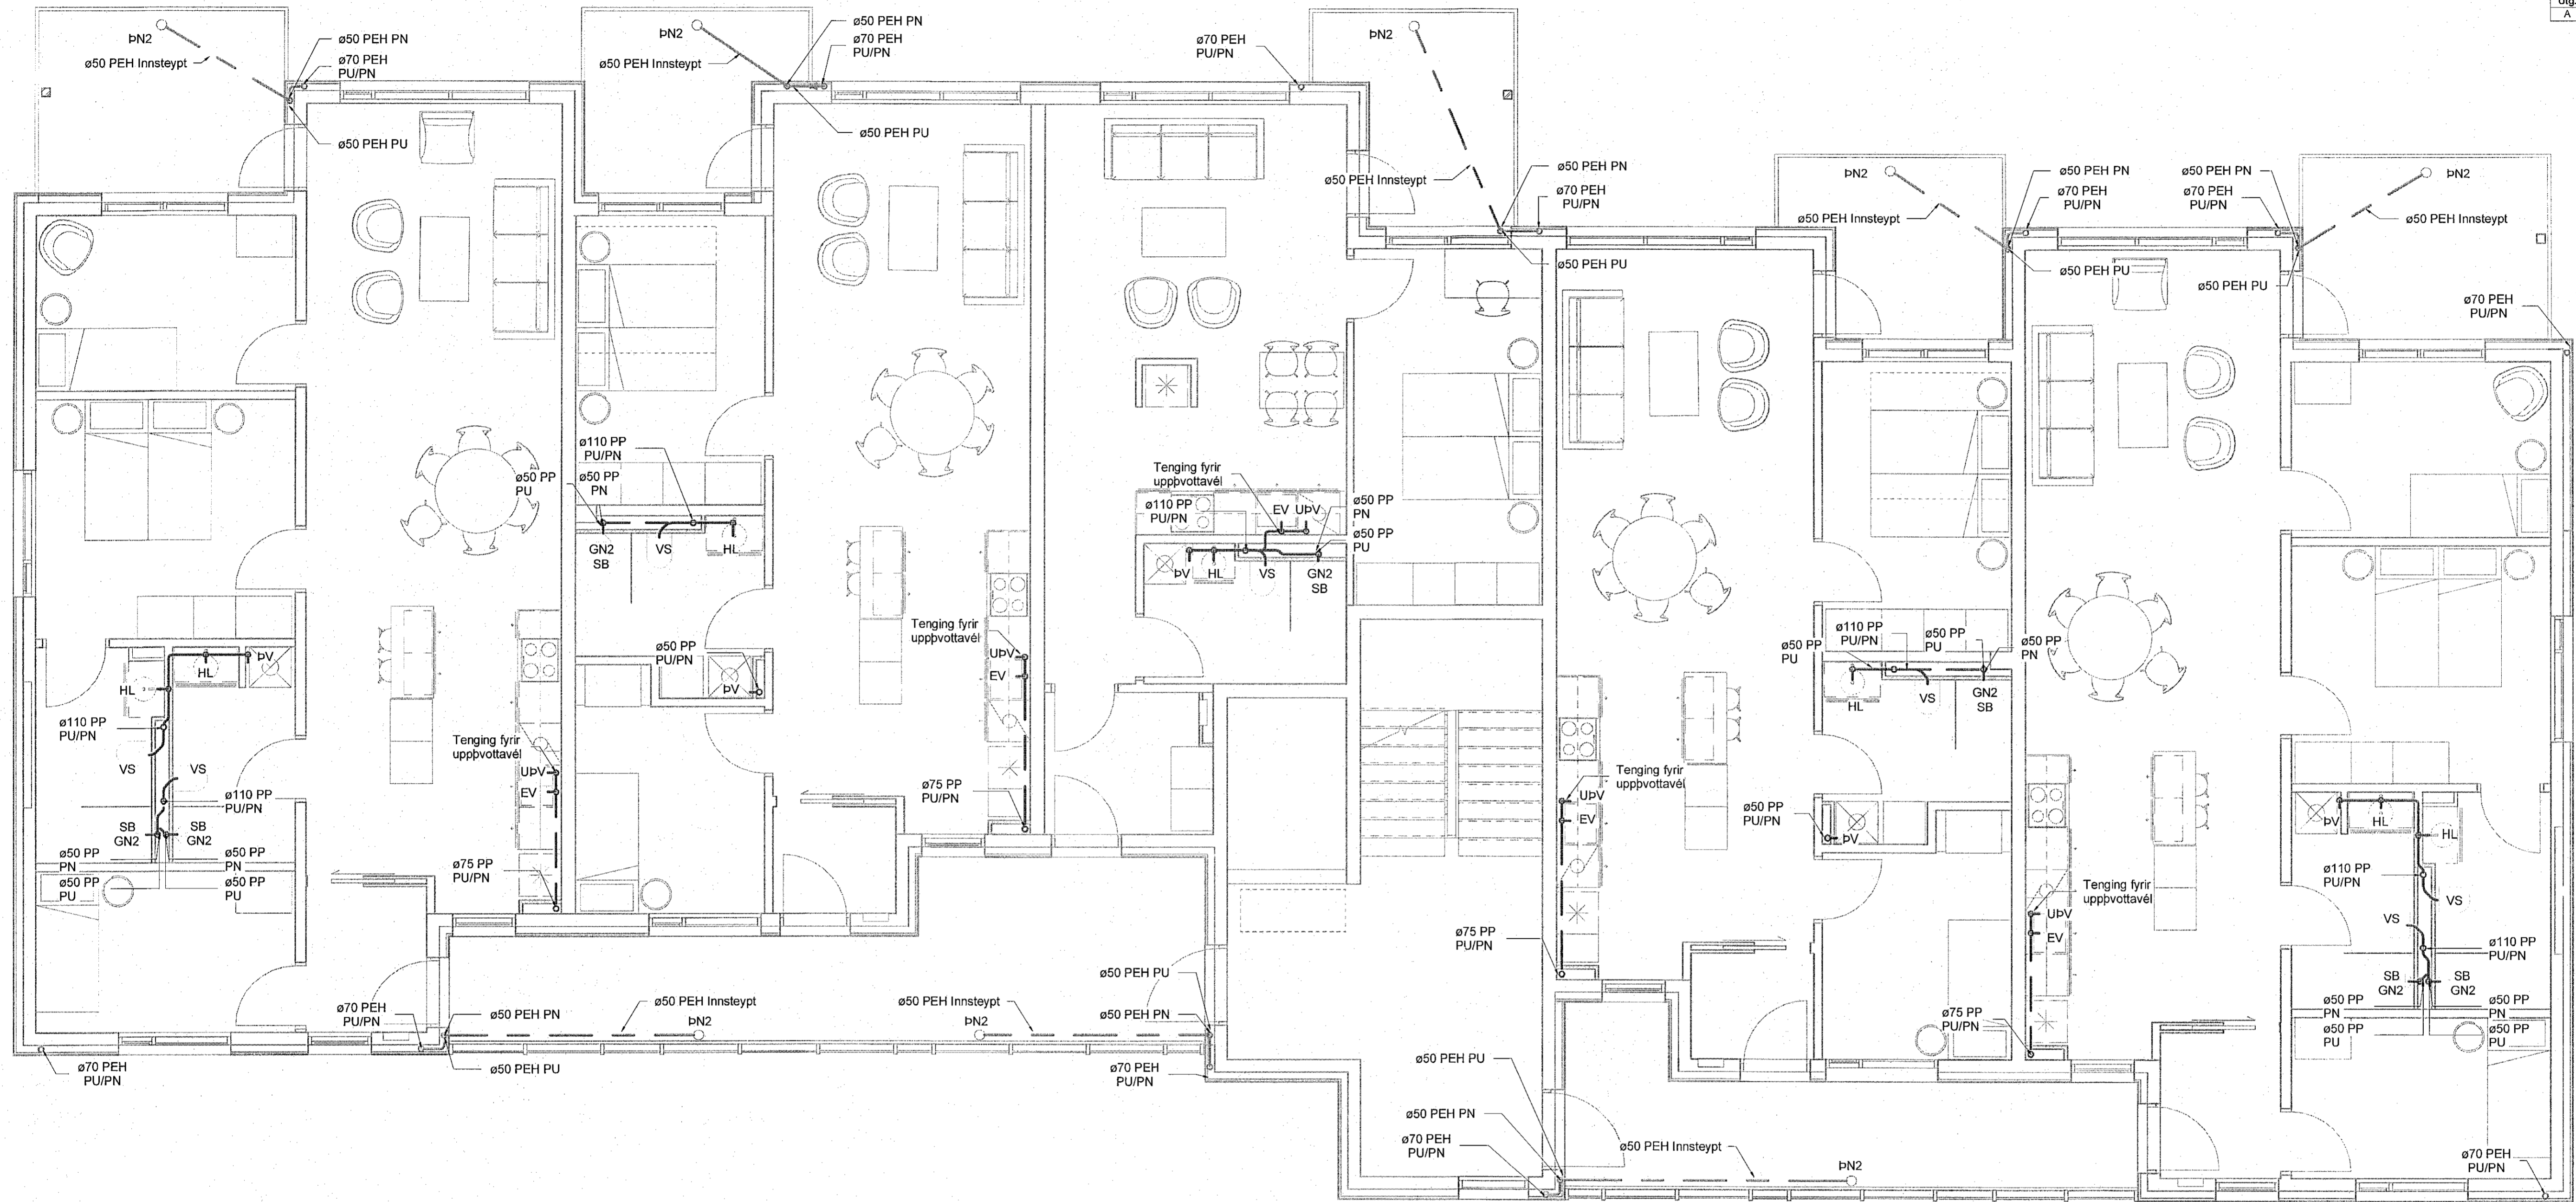 Útg.
A
ÞN2
ø50 PEH Innsteypt
ø50 PEH PN
ø70 PEH
PU/PN
ø50 PEH PU
ÞN2
ø50 PEH Innsteypt
ø50 PEH PN
ø70 PEH
PU/PN
ø50 PEH PU
ø70 PEH
PU/PN
ÞN2
ø50 PEH Innsteypt
ø50 PEH PN
ø70 PEH
PU/PN
ø50 PEH PU
ÞN2
ø50 PEH Innsteypt
ø50 PEH PN
ø70 PEH
PU/PN
ø50 PEH PU
ø50 PEH PN
ø70 PEH
PU/PN
ø50 PEH PU
ÞN2
ø50 PEH Innsteypt
ø70 PEH
PU/PN
ø110 PP
PU/PN
ø50 PP
PU
ø50 PP
PN
GN2
SB
VS
HL
Tenging fyrir
uppþvottavél
ø110 PP
PU/PN
EV UÞV
ø50 PP
PN
ø50 PP
PU
ÞV
HL
VS
GN2
SB
Tenging fyrir
uppþvottavél
UÞV
EV
ø50 PP
PU/PN
ÞV
ø50 PP
PU
ø110 PP
PU/PN
ø50 PP
PU
ø50 PP
PN
HL
VS
GN2
SB
HL
HL
ÞV
ø110 PP
PU/PN
VS
VS
ø110 PP
PU/PN
SB
GN2
SB
GN2
ø50 PP
PN
ø50 PP
PN
ø50 PP
PU
ø50 PP
PU
Tenging fyrir
uppþvottavél
UÞV
EV
ø75 PP
PU/PN
ø75 PP
PU/PN
Tenging fyrir
uppþvottavél
UÞV
EV
ø50 PP
PU/PN
ÞV
ø75 PP
PU/PN
Tenging fyrir
uppþvottavél
UÞV
EV
ø75 PP
PU/PN
ÞV
HL
HL
ø110 PP
PU/PN
VS
VS
ø110 PP
PU/PN
SB
GN2
SB
GN2
ø50 PP
PN
ø50 PP
PN
ø50 PP
PU
ø50 PP
PU
ø70 PEH
PU/PN
ø70 PEH
PU/PN
ø50 PEH PN
ø50 PEH Innsteypt
ÞN2
ø50 PEH PU
ø50 PEH Innsteypt
ÞN2
ø50 PEH PU
ø50 PEH PN
ø70 PEH
PU/PN
ø50 PEH PU
ø50 PEH PN
ø70 PEH
PU/PN
ø50 PEH Innsteypt
ÞN2
ø70 PEH
PU/PN